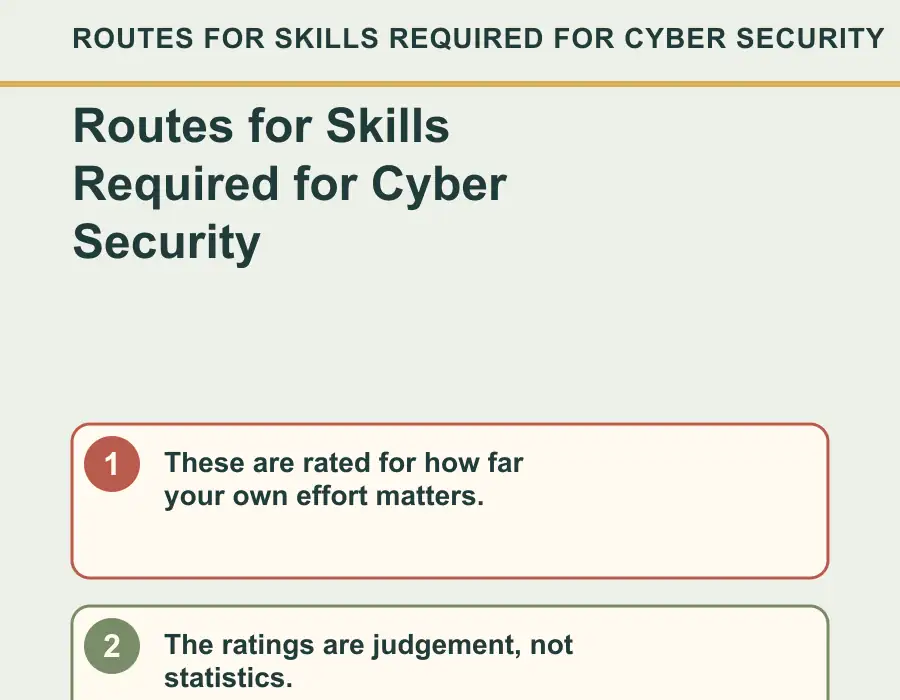 ROUTES FOR SKILLS REQUIRED FOR CYBER SECURITY
Routes for Skills
Required for Cyber
Security
1
These are rated for how far
your own effort matters.
2
The ratings are judgement, not
statistics.